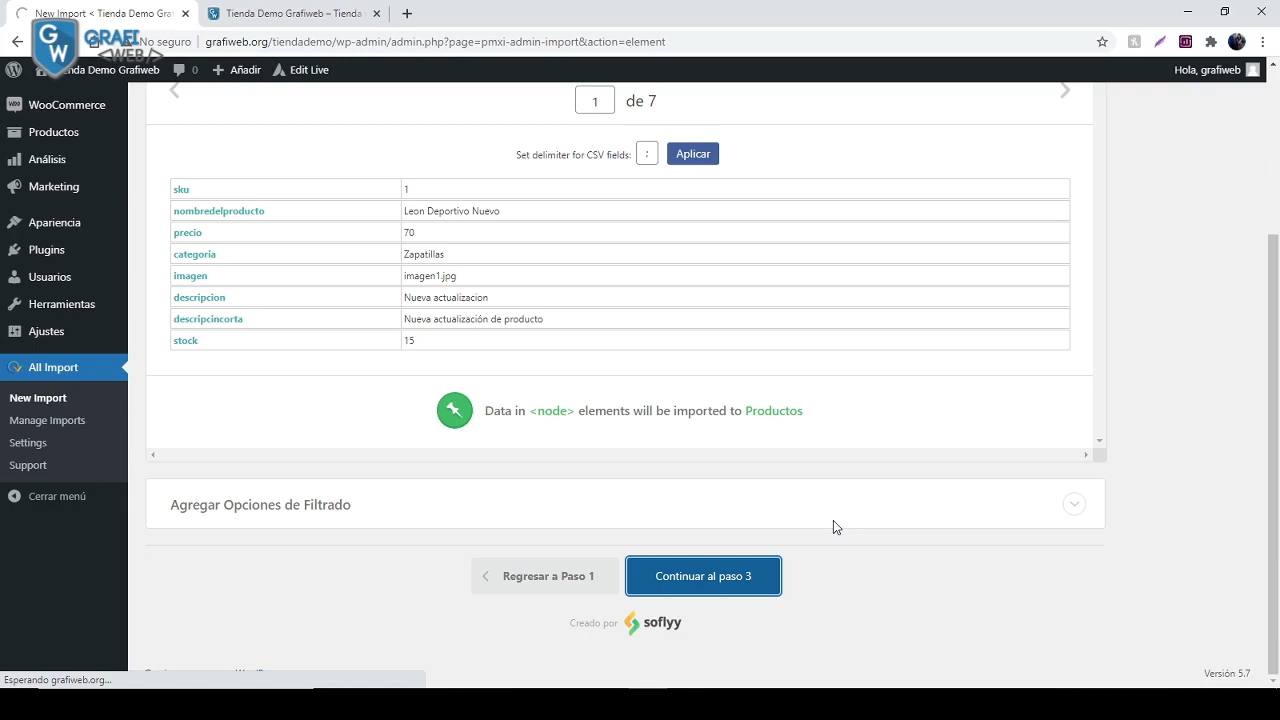 New Import < Tienda Demo Grafi
Tienda Demo Grafiweb – Tienda
GW GRAFI <WEB/>
No seguro
grafiweb.org/tiendademo/wp-admin/admin.php?page=pmxi-admin-import&action=element
enda Demo Grafiweb
0
Añadir
Edit Live
Hola, grafiweb
WooCommerce
Productos
Análisis
Marketing
Apariencia
Plugins
Usuarios
Herramientas
Ajustes
All Import
New Import
Manage Imports
Settings
Support
Cerrar menú
1 de 7
Set delimiter for CSV fields: ; Aplicar
sku 1
nombredelproducto Leon Deportivo Nuevo
precio 70
categoria Zapatillas
imagen imagen1.jpg
descripcion Nueva actualizacion
descripcincorta Nueva actualización de producto
stock 15
Data in <node> elements will be imported to Productos
Agregar Opciones de Filtrado
Regresar a Paso 1
Continuar al paso 3
Creado por soflyy
Versión 5.7
Esperando grafiweb.org...